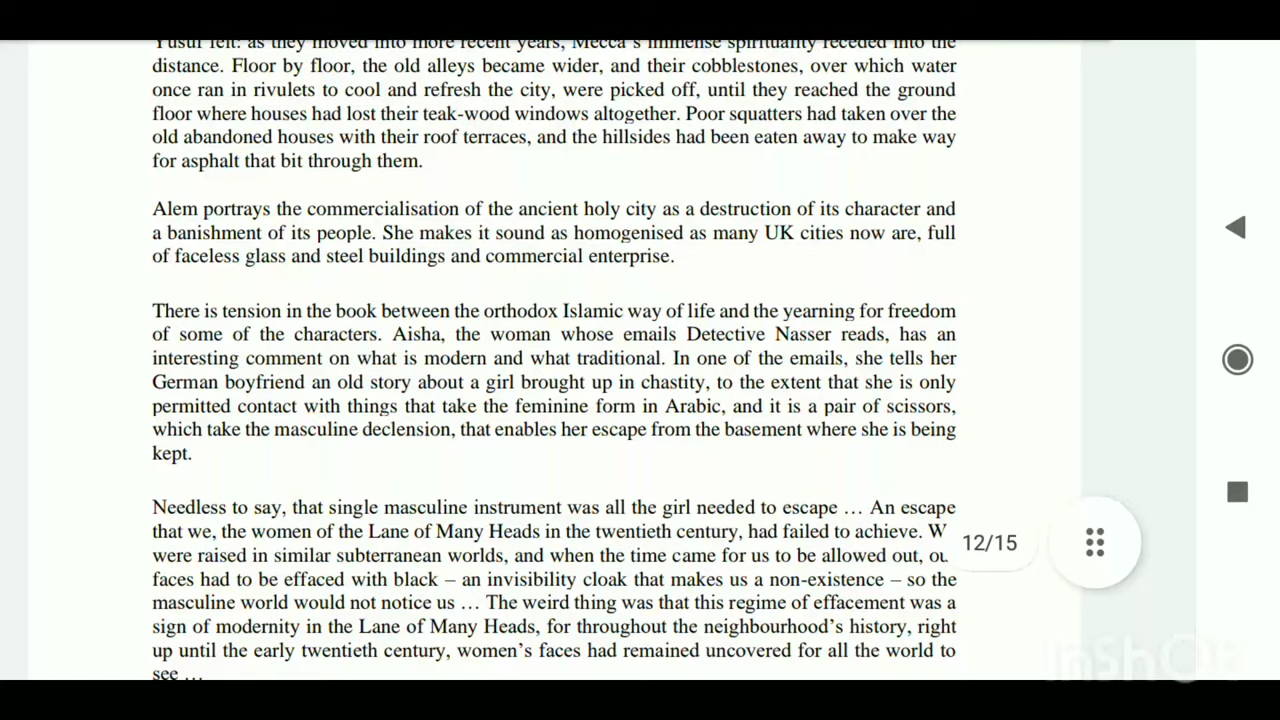 Yusuf felt: as they moved into more recent years, Mecca's immense spirituality receded into the
distance. Floor by floor, the old alleys became wider, and their cobblestones, over which water
once ran in rivulets to cool and refresh the city, were picked off, until they reached the ground
floor where houses had lost their teak-wood windows altogether. Poor squatters had taken over the
old abandoned houses with their roof terraces, and the hillsides had been eaten away to make way
for asphalt that bit through them.
Alem portrays the commercialisation of the ancient holy city as a destruction of its character and
a banishment of its people. She makes it sound as homogenised as many UK cities now are, full
of faceless glass and steel buildings and commercial enterprise.
There is tension in the book between the orthodox Islamic way of life and the yearning for freedom
of some of the characters. Aisha, the woman whose emails Detective Nasser reads, has an
interesting comment on what is modern and what traditional. In one of the emails, she tells her
German boyfriend an old story about a girl brought up in chastity, to the extent that she is only
permitted contact with things that take the feminine form in Arabic, and it is a pair of scissors,
which take the masculine declension, that enables her escape from the basement where she is being
kept.
Needless to say, that single masculine instrument was all the girl needed to escape … An escape
that we, the women of the Lane of Many Heads in the twentieth century, had failed to achieve. W
were raised in similar subterranean worlds, and when the time came for us to be allowed out, ou
12/15
faces had to be effaced with black – an invisibility cloak that makes us a non-existence – so the
masculine world would not notice us … The weird thing was that this regime of effacement was a
sign of modernity in the Lane of Many Heads, for throughout the neighbourhood's history, right
up until the early twentieth century, women's faces had remained uncovered for all the world to
see …
InShOt